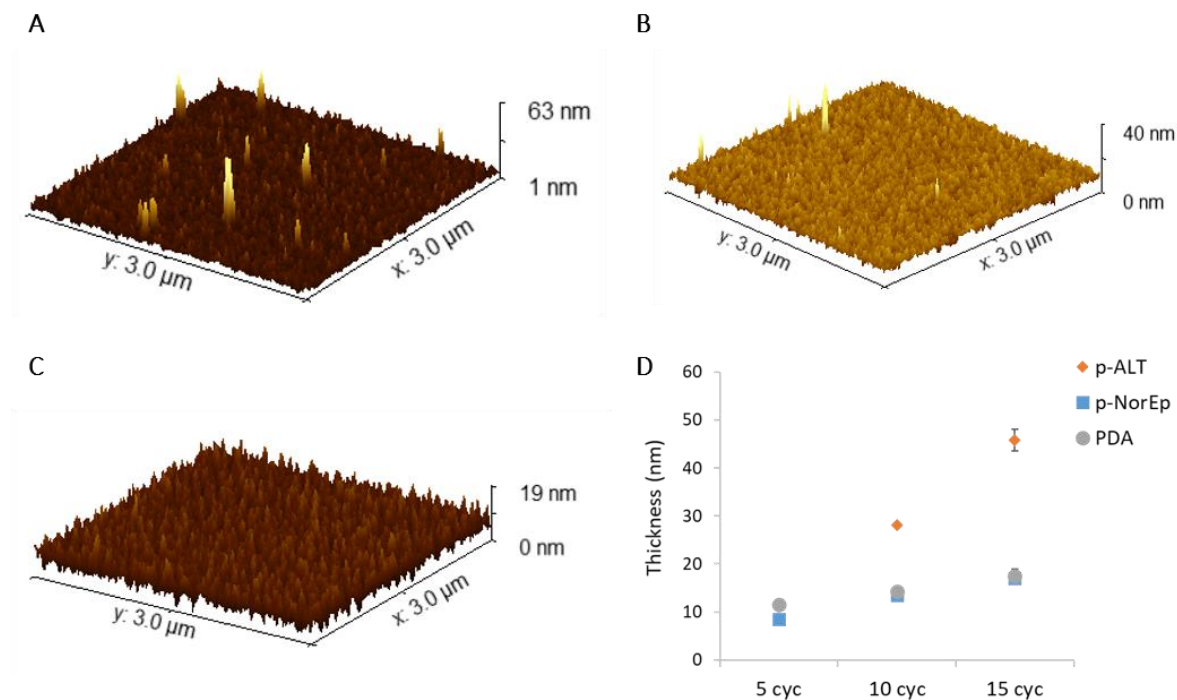 A
63 nm
1 nm
y: 3.0 µm
x: 3.0 µm
B
40 nm
0 nm
y: 3.0 µm
x: 3.0 µm
C
19 nm
0 nm
y: 3.0 µm
x: 3.0 µm
D
Thickness (nm)
60
50
40
30
20
10
0
5 cyc
10 cyc
15 cyc
p-ALT
p-NorEp
PDA